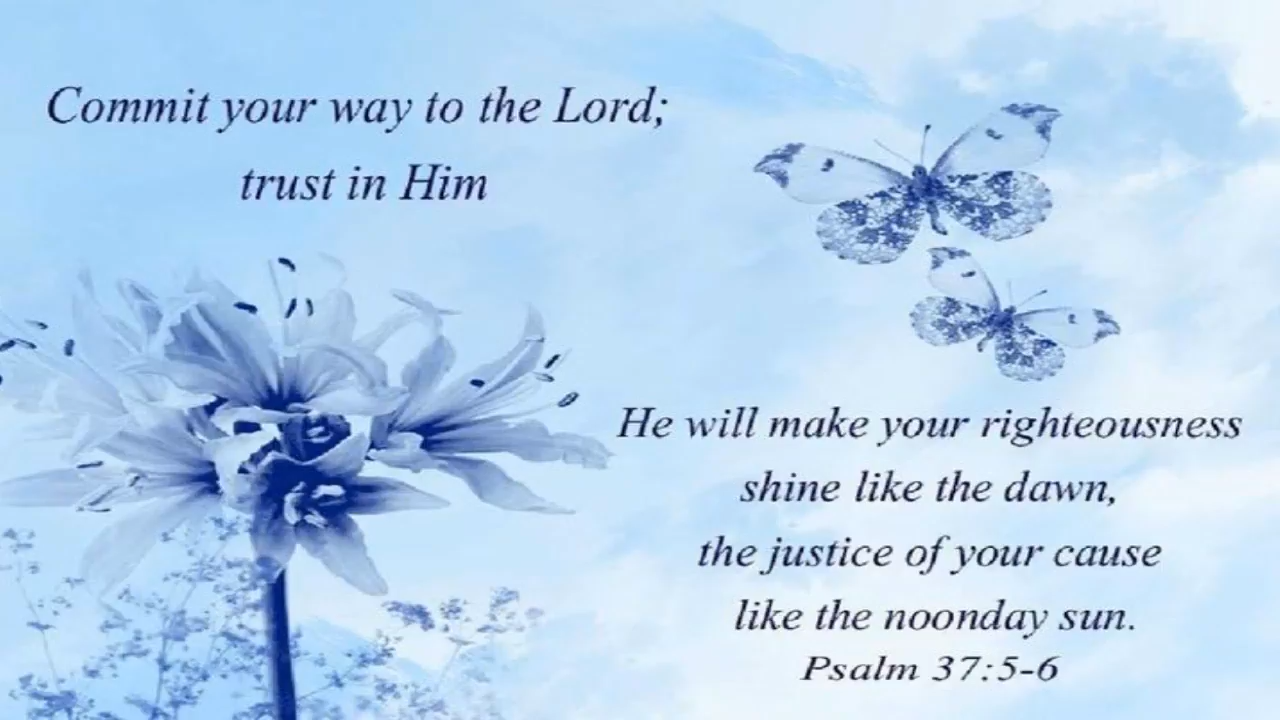 Commit your way to the Lord;
trust in Him
He will make your righteousness
shine like the dawn,
the justice of your cause
like the noonday sun.
Psalm 37:5-6